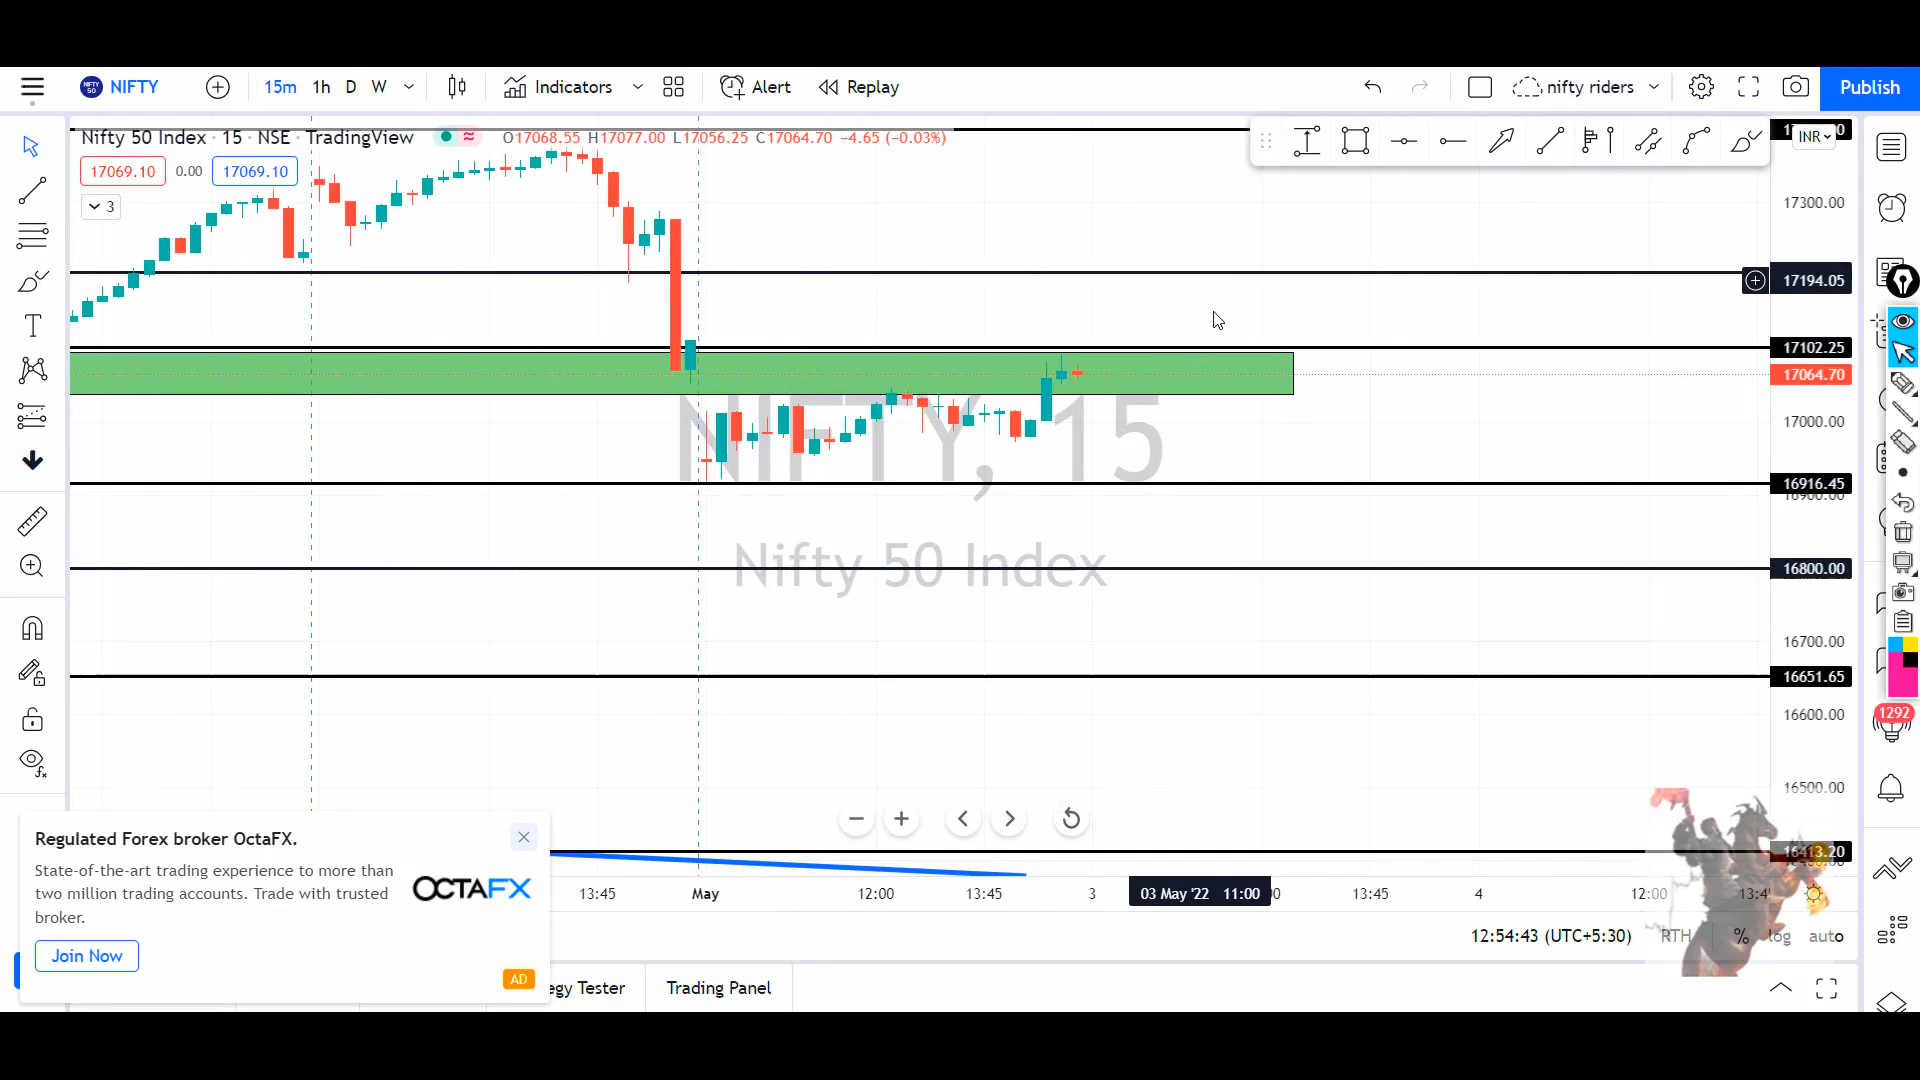 NIFTY
15m 1h D W
Indicators
Alert
Replay
nifty riders
Publish
Nifty 50 Index · 15 · NSE · TradingView
O17068.55 H17077.00 L17056.25 C17064.70 −4.65 (−0.03%)
INR
17069.10 0.00 17069.10
3
17300.00
17194.05
17102.25
17064.70
17000.00
16916.45
16900.00
16800.00
16700.00
16651.65
16600.00
16500.00
16413.20
NIFTY, 15
Nifty 50 Index
1292
Regulated Forex broker OctaFX.
State-of-the-art trading experience to more than
two million trading accounts. Trade with trusted
broker.
OCTAFX
Join Now
AD
13:45 May 12:00 13:45 3 03 May '22 11:00 13:45 4 12:00
12:54:43 (UTC+5:30) RTH % log auto
egy Tester
Trading Panel